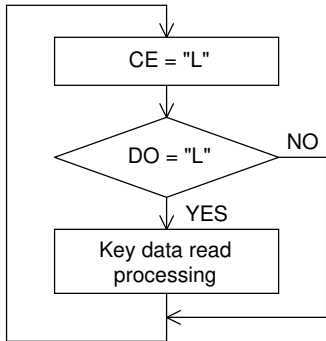 CE = "L"
DO = "L"
NO
YES
Key data read
processing